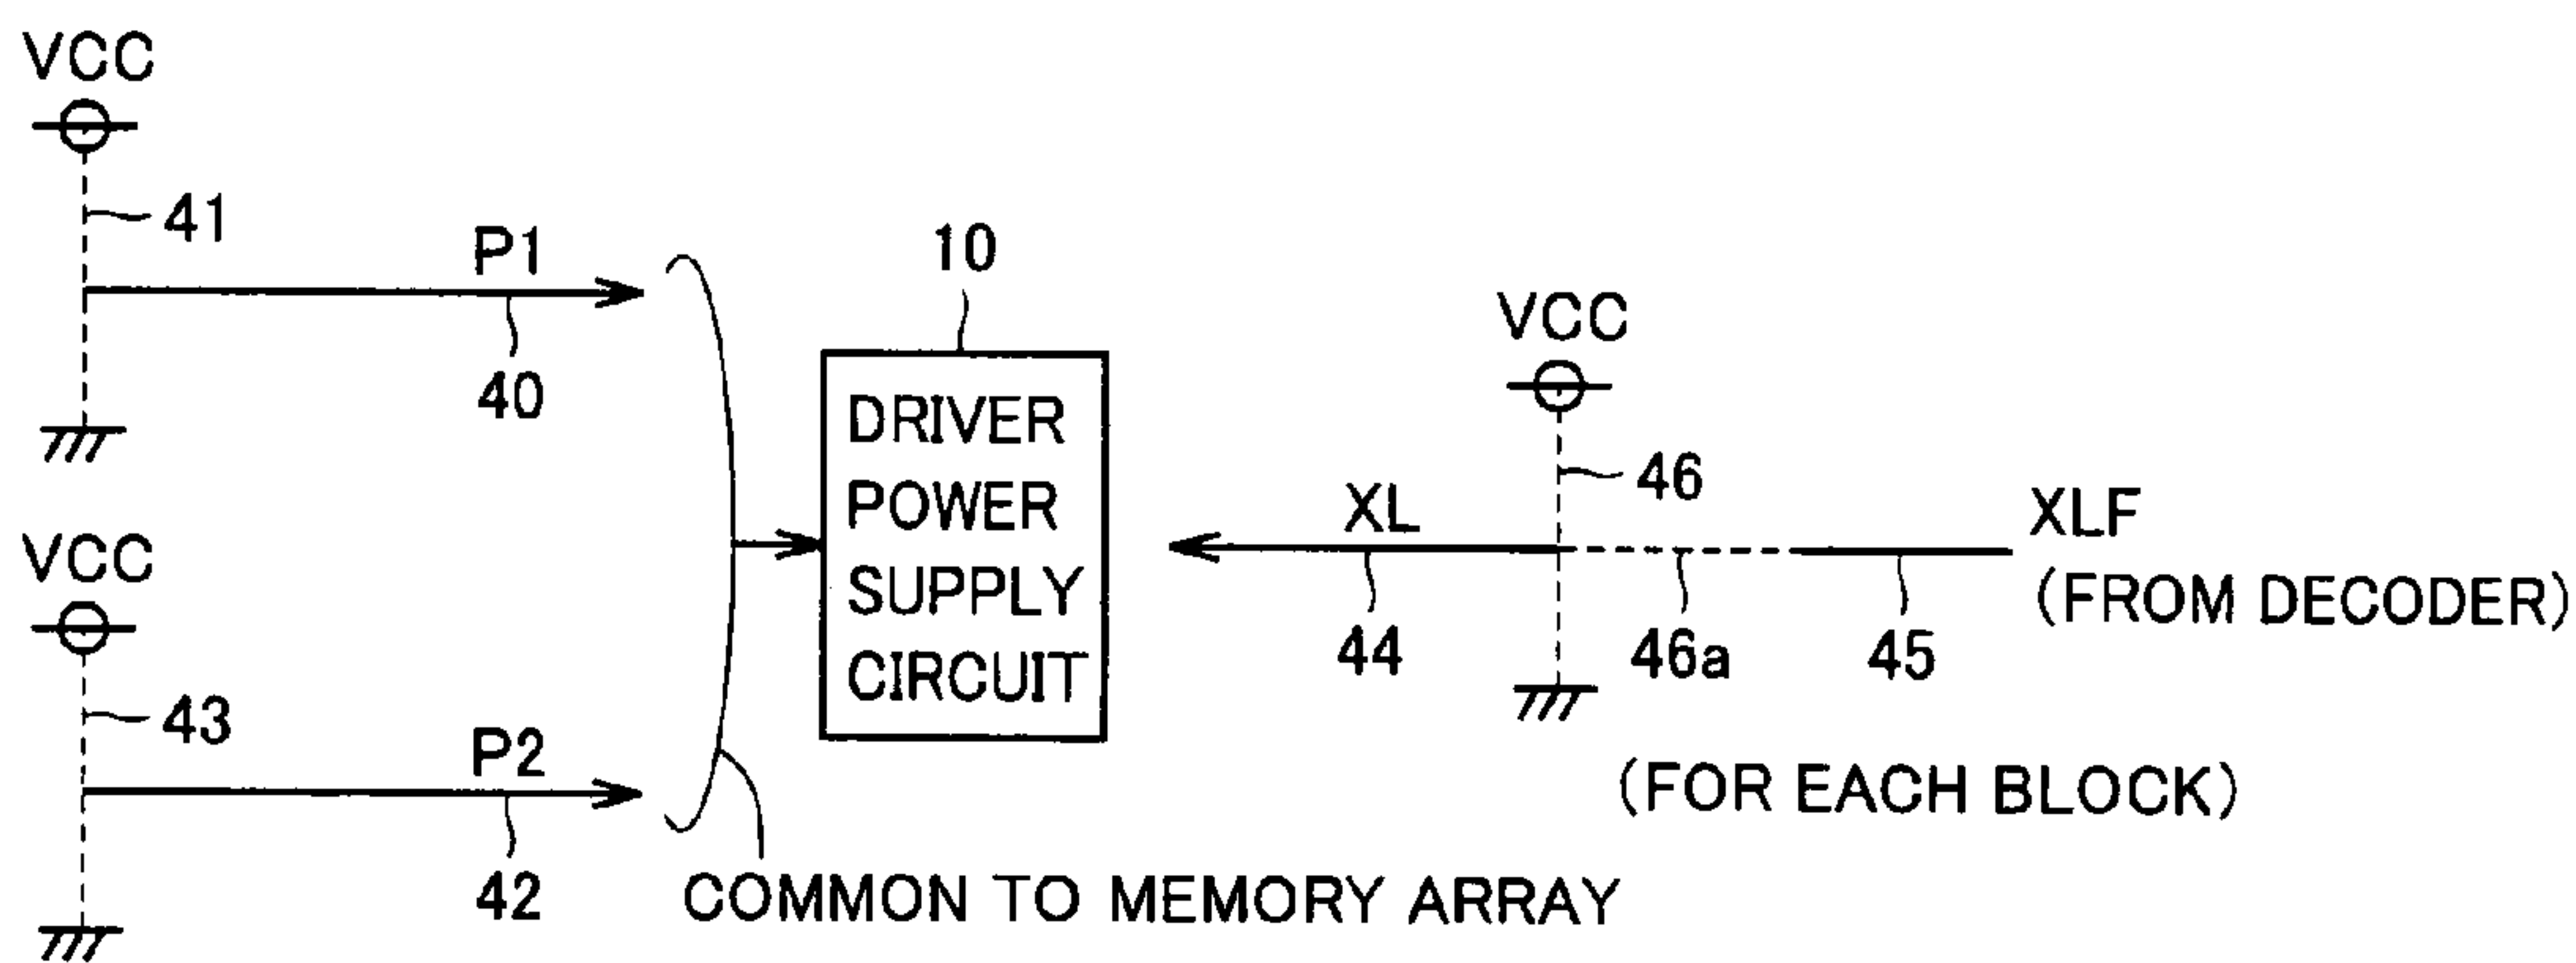 VCC
41
P1
40
VCC
43
P2
42
COMMON TO MEMORY ARRAY
10
DRIVER
POWER
SUPPLY
CIRCUIT
VCC
46
XL
44
46a
45
XLF
(FROM DECODER)
(FOR EACH BLOCK)